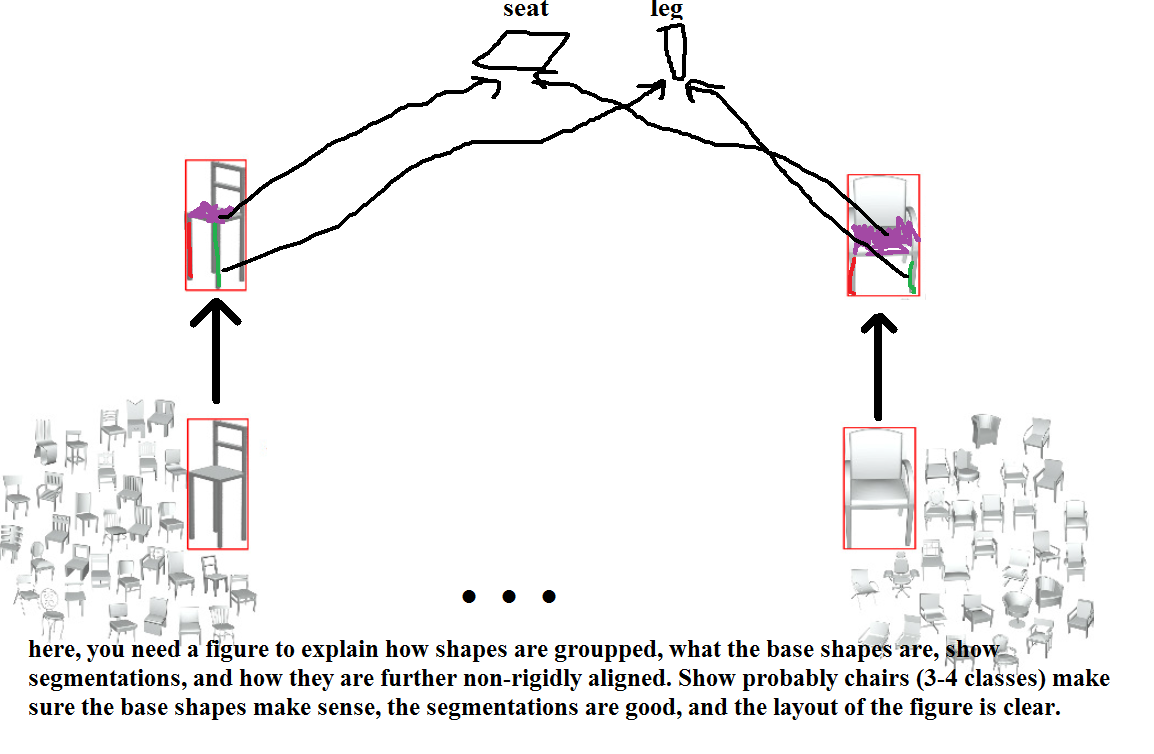 seat leg
here, you need a figure to explain how shapes are groupped, what the base shapes are, show
segmentations, and how they are further non-rigidly aligned. Show probably chairs (3-4 classes) make
sure the base shapes make sense, the segmentations are good, and the layout of the figure is clear.